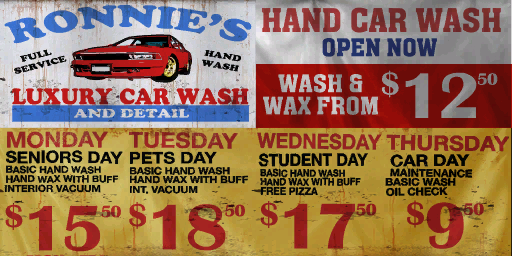 RONNIE'S
FULL SERVICE
HAND WASH
LUXURY CAR WASH
AND DETAIL
HAND CAR WASH
OPEN NOW
WASH & WAX FROM
$12.50
MONDAY
SENIORS DAY
BASIC HAND WASH
HAND WAX WITH BUFF
INTERIOR VACUUM
$15.50
TUESDAY
PETS DAY
BASIC HAND WASH
HAND WAX WITH BUFF
INT, VACUUM
$18.50
WEDNESDAY
STUDENT DAY
BASIC HAND WASH
HAND WAX WITH BUFF
FREE PIZZA
$17.50
THURSDAY
CAR DAY
MAINTENANCE
BASIC WASH
OIL CHECK
$9.50